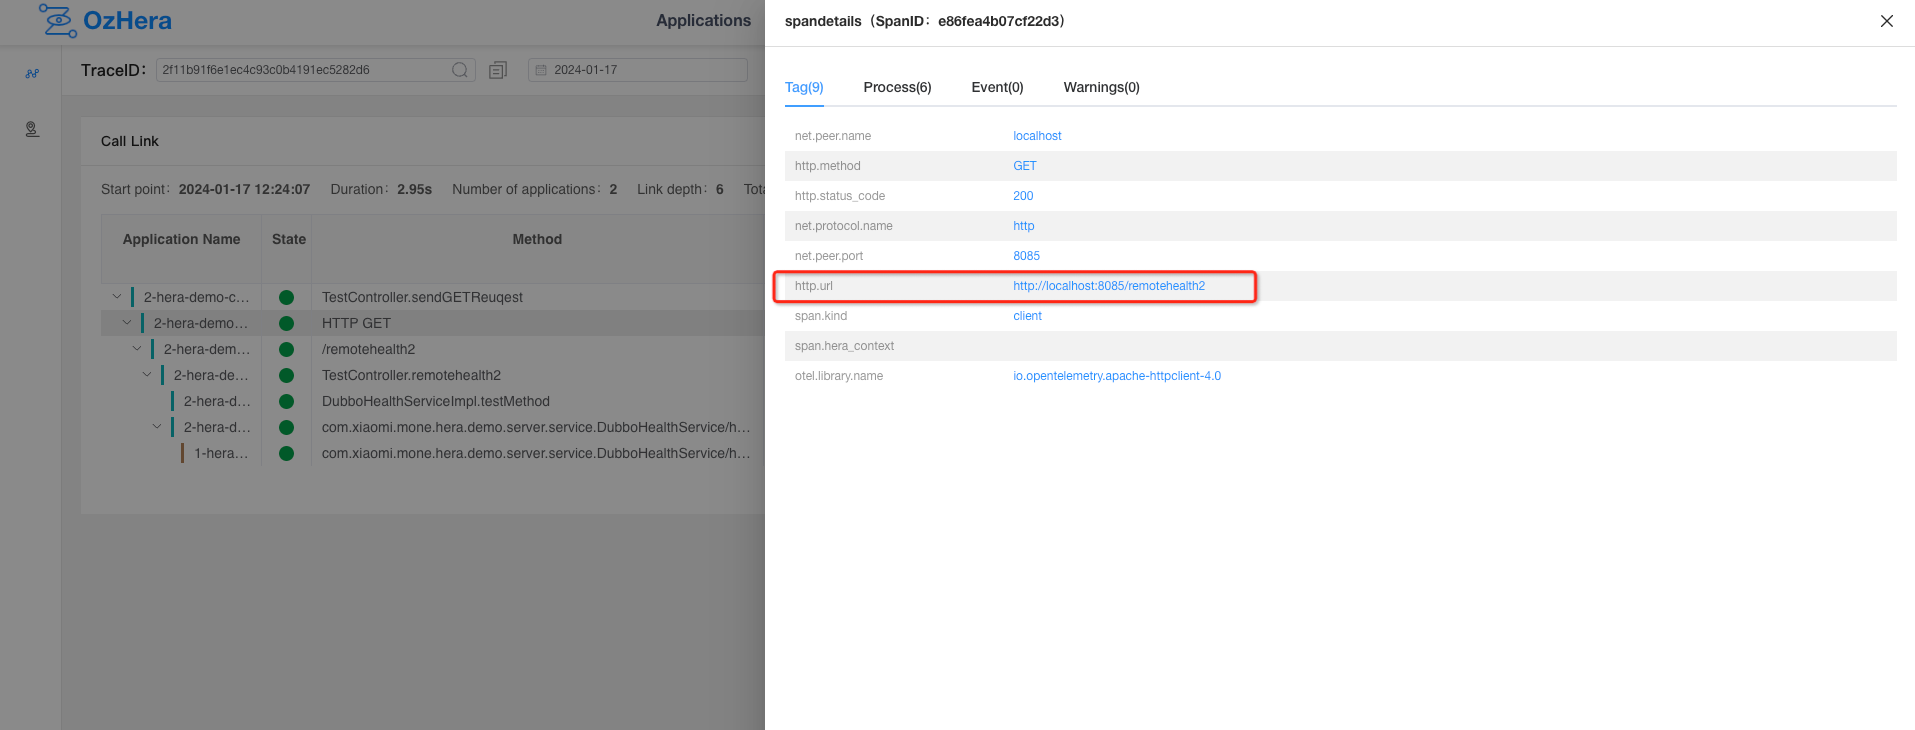 OzHera
Applications
TraceID：
2f11b91f6e1ec4c93c0b4191ec5282d6
2024-01-17
Call Link
Start point： 2024-01-17 12:24:07 Duration： 2.95s Number of applications： 2 Link depth： 6 Tota
Application Name State Method
2-hera-demo-c... TestController.sendGETReuqest
2-hera-demo... HTTP GET
2-hera-dem... /remotehealth2
2-hera-de... TestController.remotehealth2
2-hera-d... DubboHealthServiceImpl.testMethod
2-hera-d... com.xiaomi.mone.hera.demo.server.service.DubboHealthService/h...
1-hera... com.xiaomi.mone.hera.demo.server.service.DubboHealthService/h...
spandetails（SpanID： e86fea4b07cf22d3）
Tag(9) Process(6) Event(0) Warnings(0)
net.peer.name localhost
http.method GET
http.status_code 200
net.protocol.name http
net.peer.port 8085
http.url http://localhost:8085/remotehealth2
span.kind client
span.hera_context
otel.library.name io.opentelemetry.apache-httpclient-4.0